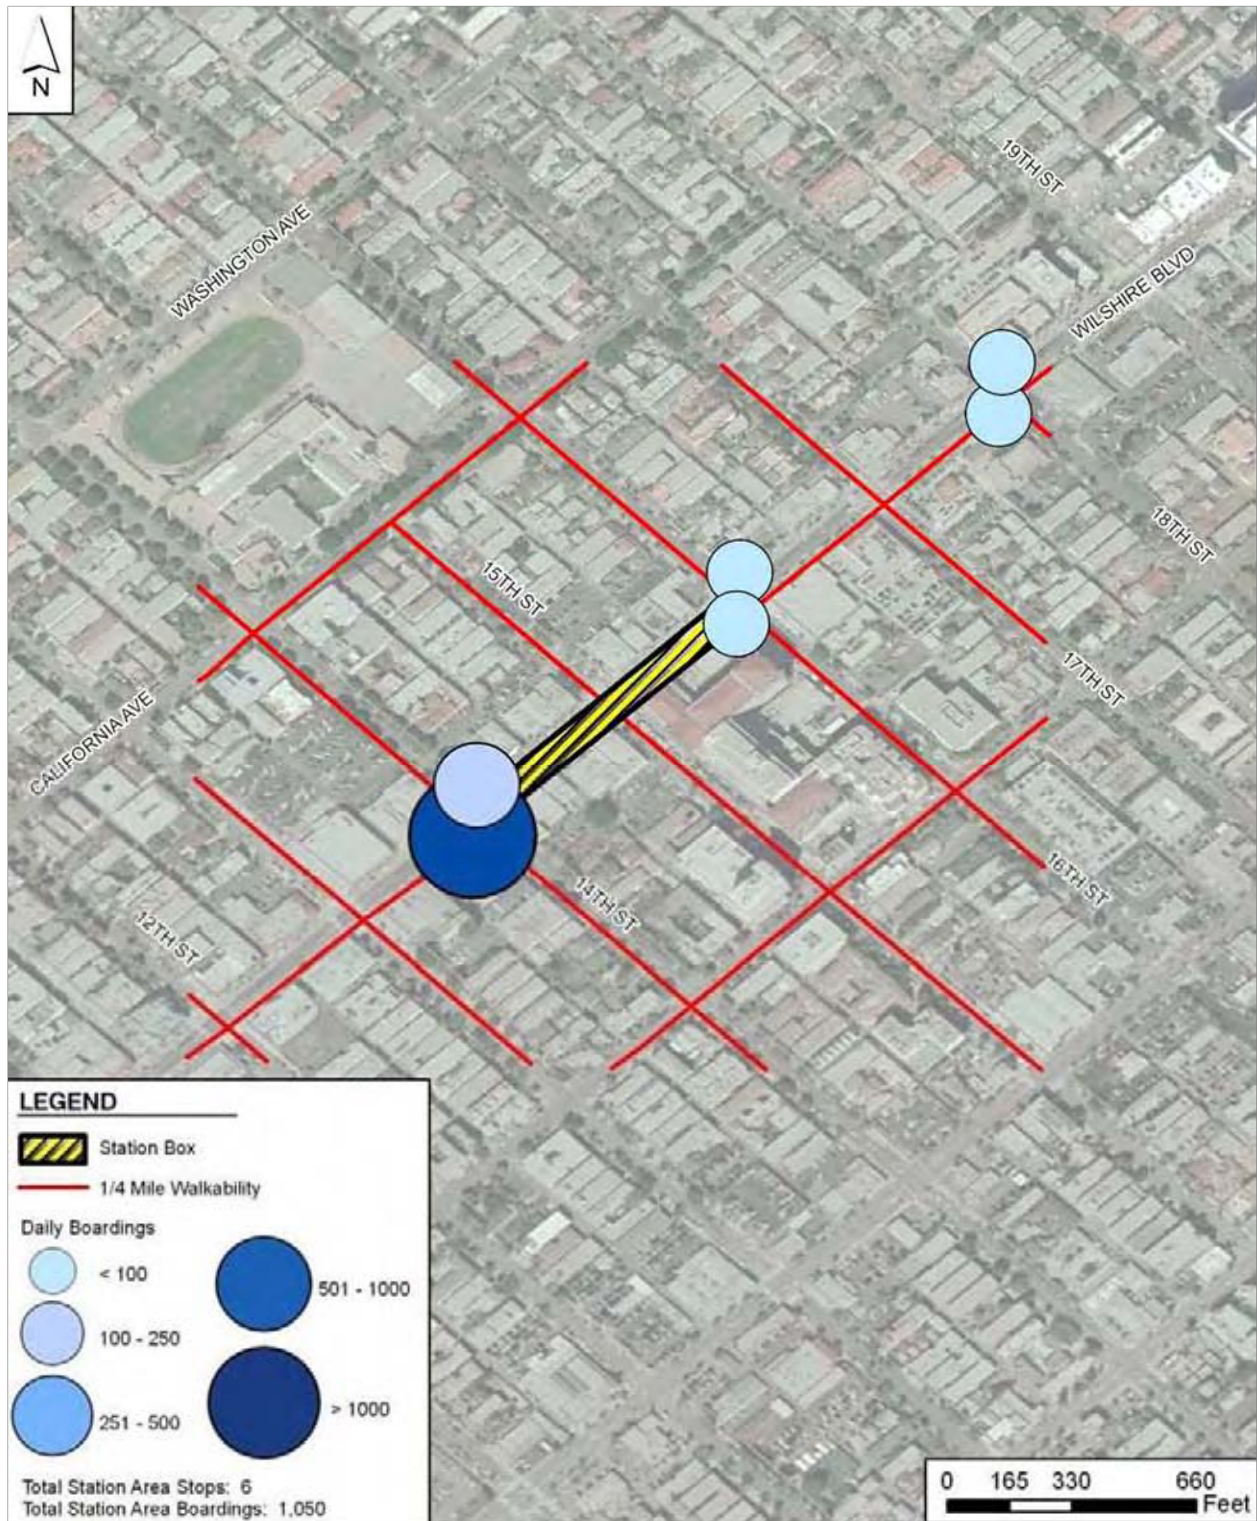 N
19TH ST
WASHINGTON AVE
WILSHIRE BLVD
18TH ST
15TH ST
17TH ST
CALIFORNIA AVE
16TH ST
14TH ST
12TH ST
LEGEND
Station Box
1/4 Mile Walkability
Daily Boardings
< 100
501 - 1000
100 - 250
> 1000
251 - 500
Total Station Area Stops: 6
Total Station Area Boardings: 1,050
0 165 330 660
Feet